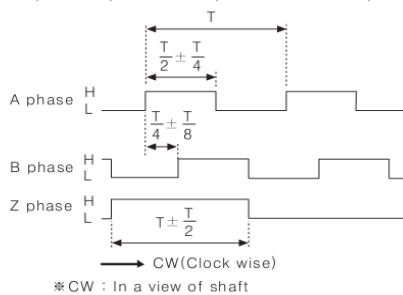 T
T/2 ± T/4
A phase H
L
T/4 ± T/8
B phase H
L
Z phase H
L
T ± T/2
CW(Clock wise)
※CW : In a view of shaft